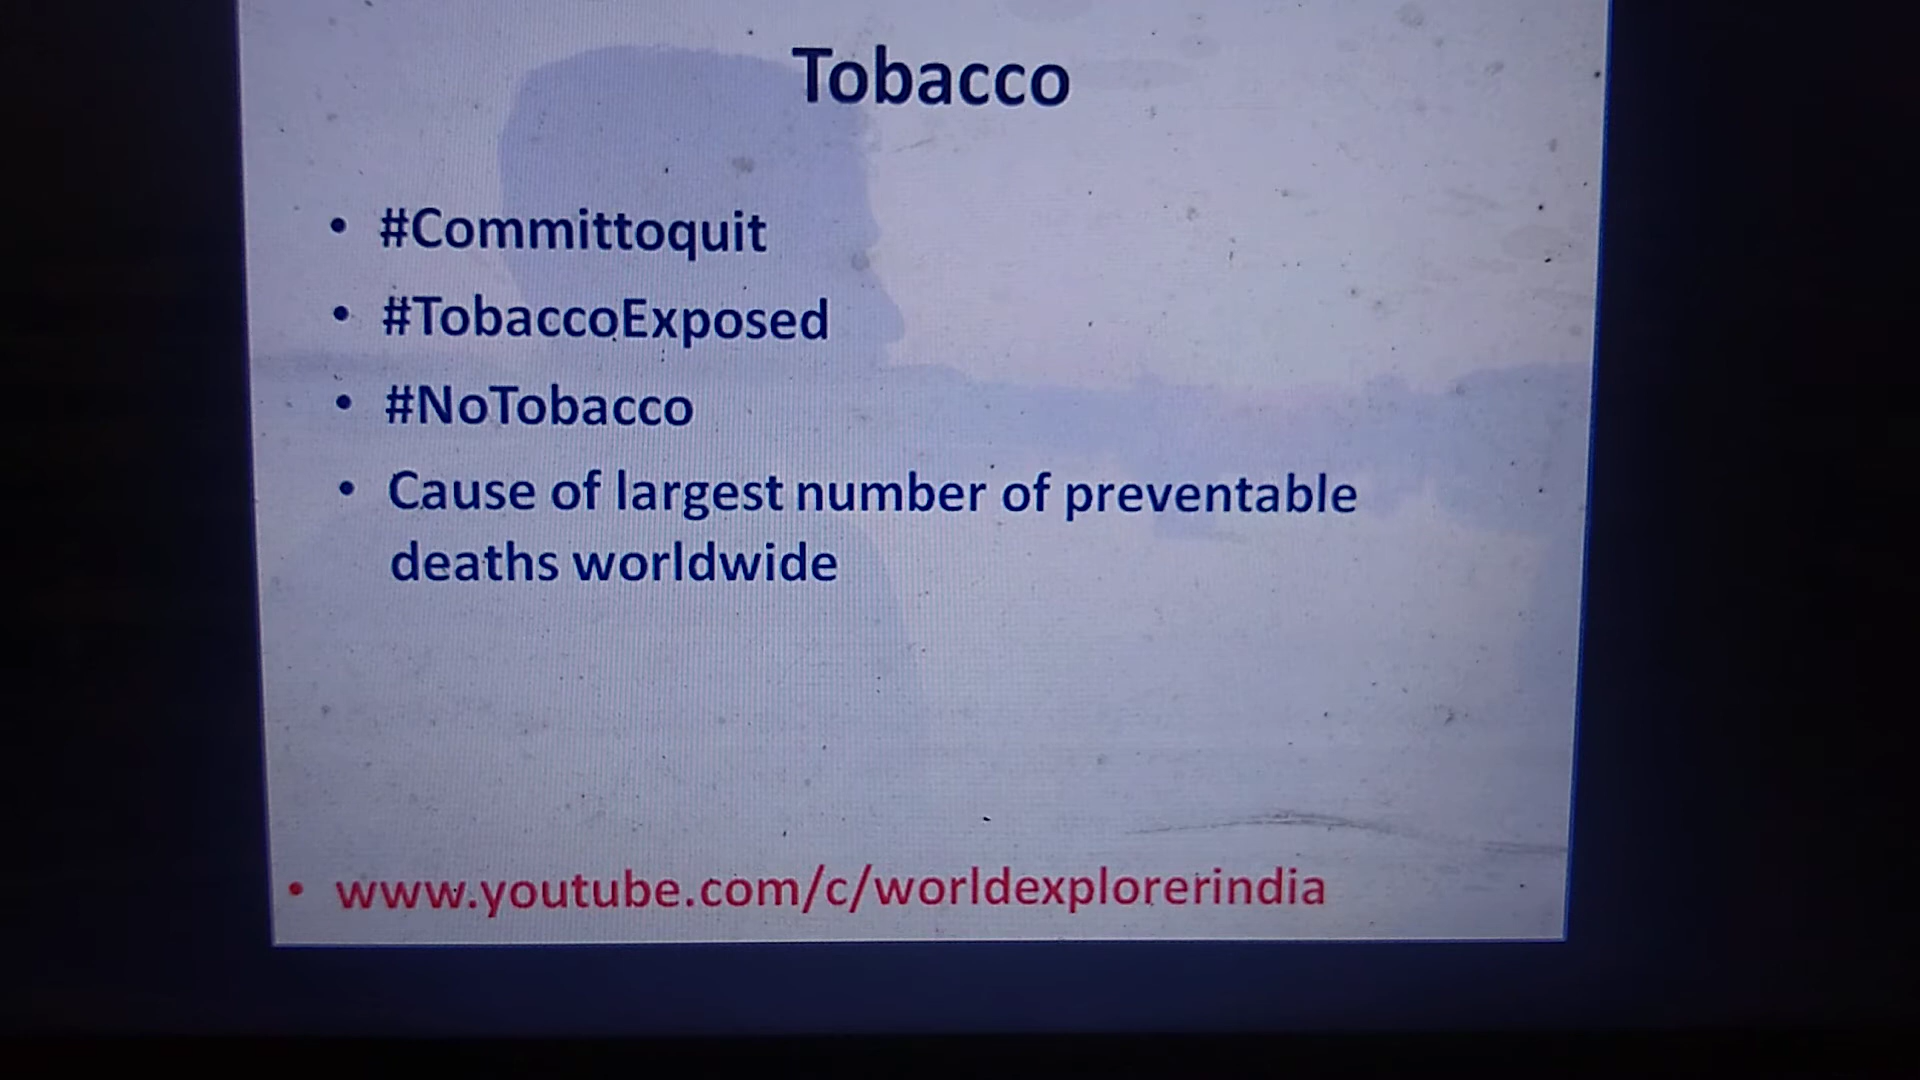 Tobacco
• #Committoquit
• #TobaccoExposed
• #NoTobacco
• Cause of largest number of preventable
deaths worldwide
• www.youtube.com/c/worldexplorerindia